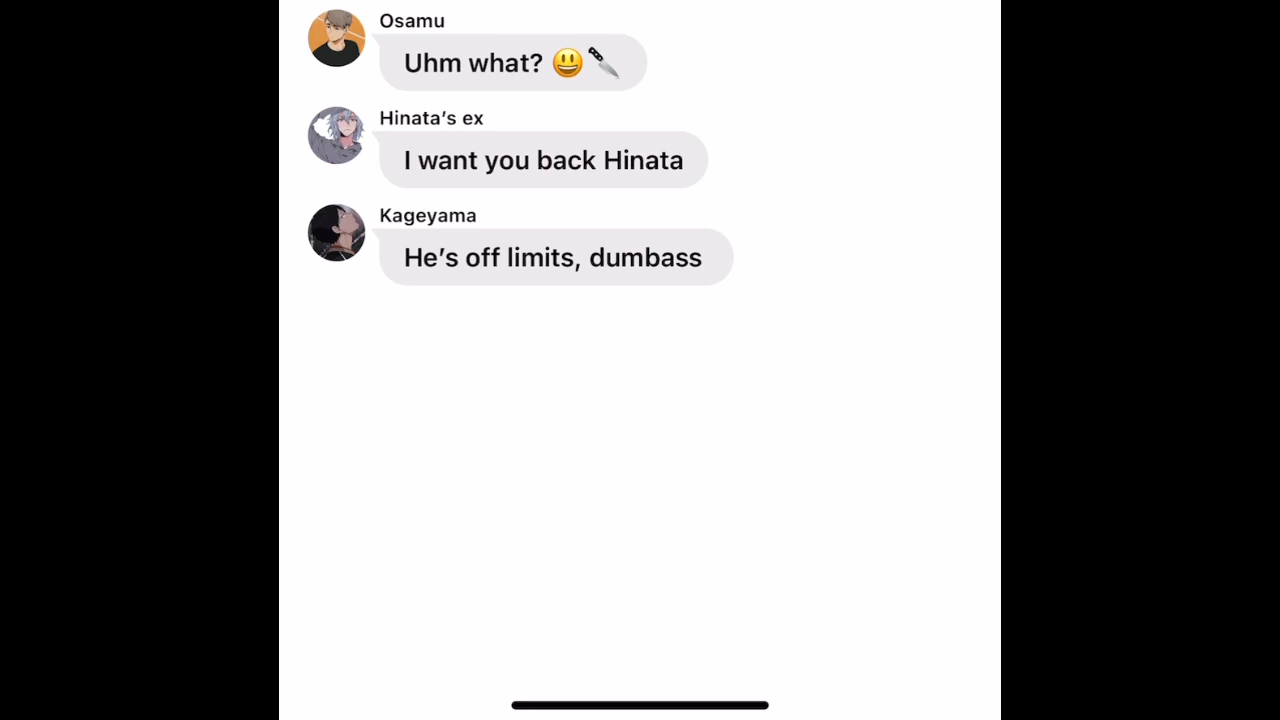 Osamu
Uhm what? 😃🔪
Hinata’s ex
I want you back Hinata
Kageyama
He’s off limits, dumbass